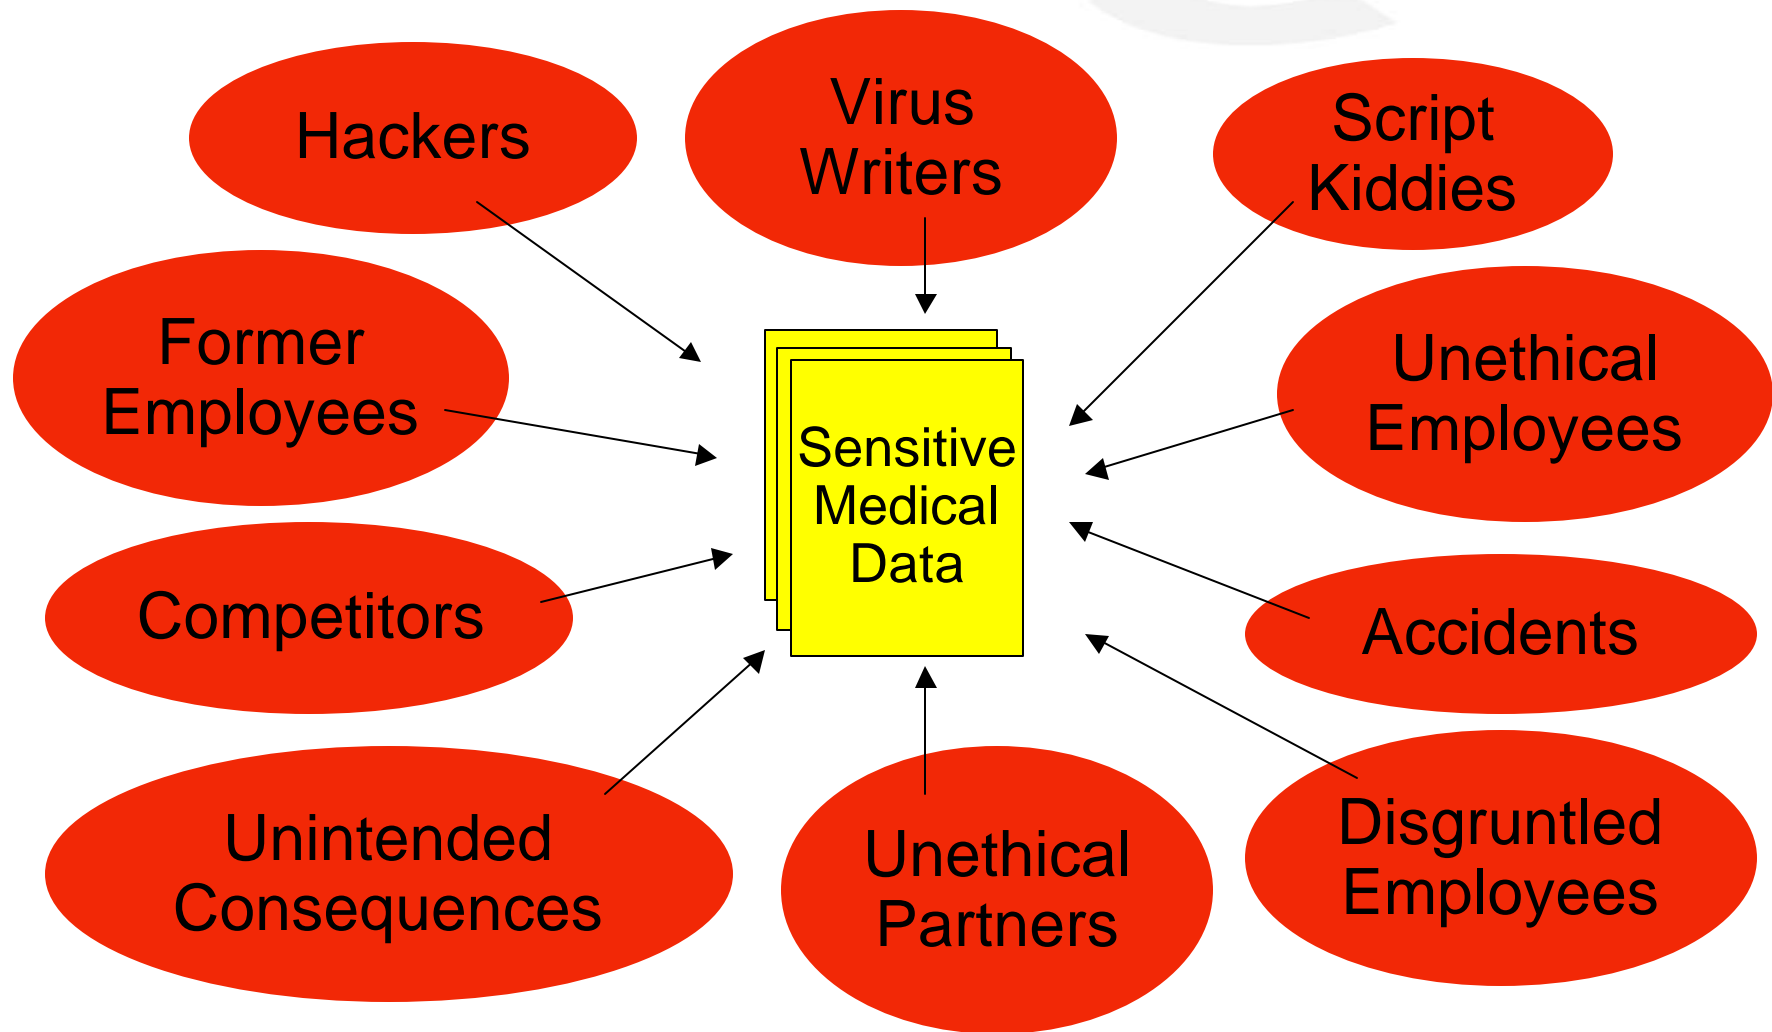 Hackers
Virus
Writers
Script
Kiddies
Former
Employees
Unethical
Employees
Sensitive
Medical
Data
Competitors
Accidents
Unintended
Consequences
Unethical
Partners
Disgruntled
Employees